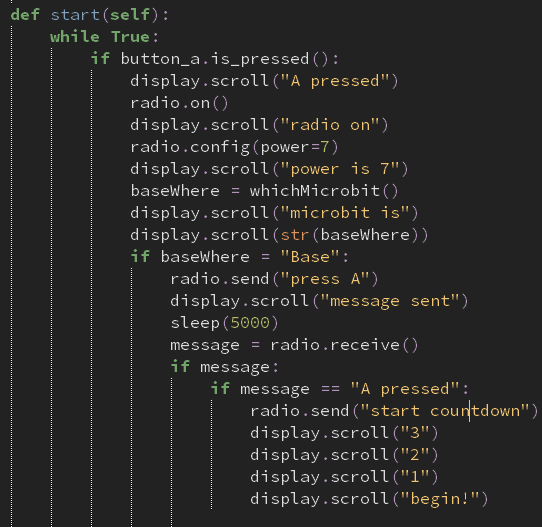 def start(self):
    while True:
        if button_a.is_pressed():
            display.scroll("A pressed")
            radio.on()
            display.scroll("radio on")
            radio.config(power=7)
            display.scroll("power is 7")
            baseWhere = whichMicrobit()
            display.scroll("microbit is")
            display.scroll(str(baseWhere))
            if baseWhere = "Base":
                radio.send("press A")
                display.scroll("message sent")
                sleep(5000)
                message = radio.receive()
                if message:
                    if message == "A pressed":
                        radio.send("start countdown")
                        display.scroll("3")
                        display.scroll("2")
                        display.scroll("1")
                        display.scroll("begin!")